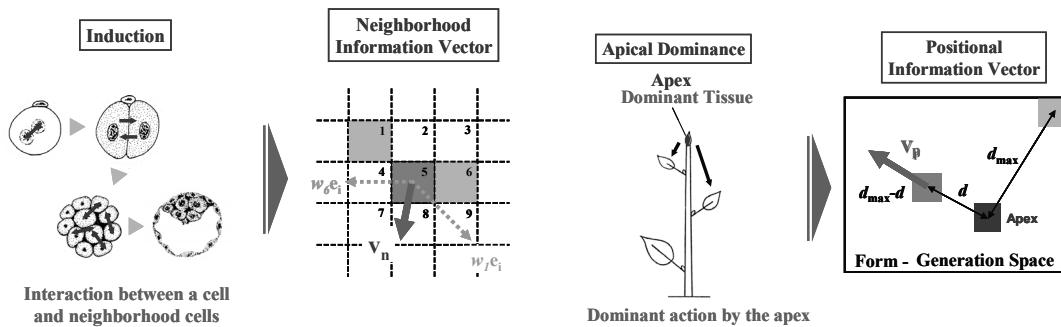 Induction
Interaction between a cell
and neighborhood cells
Neighborhood
Information Vector
1
2
3
4
5
6
7
8
9
w6ei
vn
w1ei
Apical Dominance
Apex
Dominant Tissue
Dominant action by the apex
Positional
Information Vector
vp
dmax
dmax-d
d
Apex
Form - Generation Space